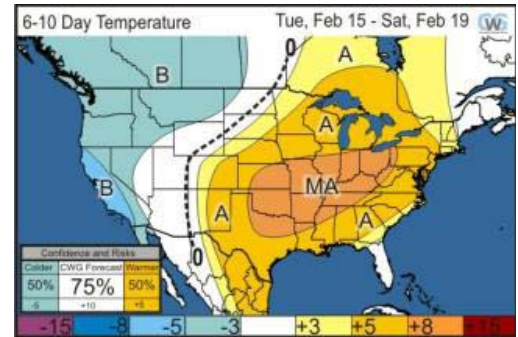 6-10 Day Temperature
Tue, Feb 15 - Sat, Feb 19
CWG
0
A
B
A
B
MA
A
A
0
Confidence and Risks
Colder CWG Forecast Warmer
50% 75% 50%
-5 +10 +5
-15 -8 -5 -3 +3 +5 +8 +15